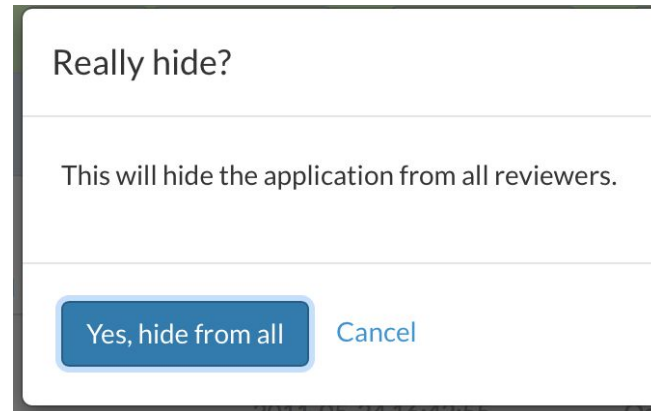 Really hide?
This will hide the application from all reviewers.
Yes, hide from all Cancel